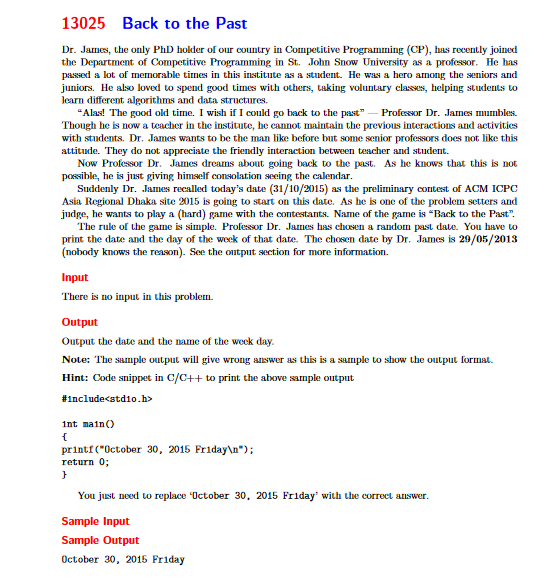 13025 Back to the Past
Dr. James, the only PhD holder of our country in Competitive Programming (CP), has recently joined
the Department of Competitive Programming in St. John Snow University as a professor. He has
passed a lot of memorable times in this institute as a student. He was a hero among the seniors and
juniors. He also loved to spend good times with others, taking voluntary classes, helping students to
learn different algorithms and data structures.
"Alas! The good old time. I wish if I could go back to the past" — Professor Dr. James mumbles.
Though he is now a teacher in the institute, he cannot maintain the previous interactions and activities
with students. Dr. James wants to be the man like before but some senior professors does not like this
attitude. They do not appreciate the friendly interaction between teacher and student.
Now Professor Dr. James dreams about going back to the past. As he knows that this is not
possible, he is just giving himself consolation seeing the calendar.
Suddenly Dr. James recalled today's date (31/10/2015) as the preliminary contest of ACM ICPC
Asia Regional Dhaka site 2015 is going to start on this date. As he is one of the problem setters and
judge, he wants to play a (hard) game with the contestants. Name of the game is "Back to the Past".
The rule of the game is simple. Professor Dr. James has chosen a random past date. You have to
print the date and the day of the week of that date. The chosen date by Dr. James is 29/05/2013
(nobody knows the reason). See the output section for more information.
Input
There is no input in this problem.
Output
Output the date and the name of the week day.
Note: The sample output will give wrong answer as this is a sample to show the output format.
Hint: Code snippet in C/C++ to print the above sample output
#include<stdio.h>
int main()
{
printf("October 30, 2015 Friday\n");
return 0;
}
You just need to replace 'October 30, 2015 Friday' with the correct answer.
Sample Input
Sample Output
October 30, 2015 Friday